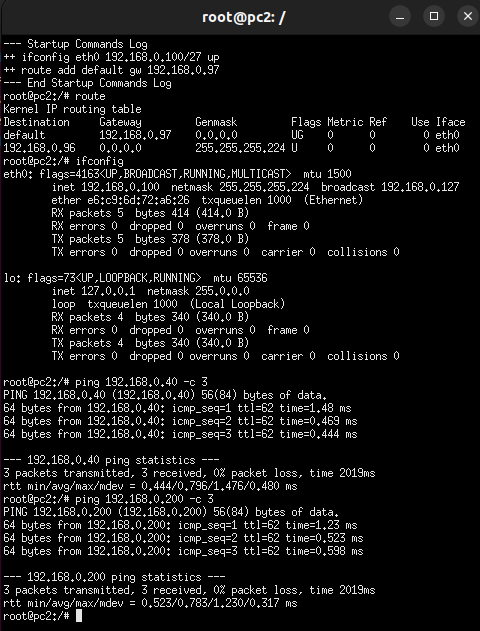 root@pc2: /
--- Startup Commands Log
++ ifconfig eth0 192.168.0.100/27 up
++ route add default gw 192.168.0.97
--- End Startup Commands Log
root@pc2:/# route
Kernel IP routing table
Destination     Gateway         Genmask         Flags Metric Ref    Use Iface
default         192.168.0.97    0.0.0.0         UG    0      0        0 eth0
192.168.0.96    0.0.0.0         255.255.255.224 U     0      0        0 eth0
root@pc2:/# ifconfig
eth0: flags=4163<UP,BROADCAST,RUNNING,MULTICAST>  mtu 1500
        inet 192.168.0.100  netmask 255.255.255.224  broadcast 192.168.0.127
        ether e6:c9:6d:72:a6:26  txqueuelen 1000  (Ethernet)
        RX packets 5  bytes 414 (414.0 B)
        RX errors 0  dropped 0  overruns 0  frame 0
        TX packets 5  bytes 378 (378.0 B)
        TX errors 0  dropped 0 overruns 0  carrier 0  collisions 0

lo: flags=73<UP,LOOPBACK,RUNNING>  mtu 65536
        inet 127.0.0.1  netmask 255.0.0.0
        loop  txqueuelen 1000  (Local Loopback)
        RX packets 4  bytes 340 (340.0 B)
        RX errors 0  dropped 0  overruns 0  frame 0
        TX packets 4  bytes 340 (340.0 B)
        TX errors 0  dropped 0 overruns 0  carrier 0  collisions 0

root@pc2:/# ping 192.168.0.40 -c 3
PING 192.168.0.40 (192.168.0.40) 56(84) bytes of data.
64 bytes from 192.168.0.40: icmp_seq=1 ttl=62 time=1.48 ms
64 bytes from 192.168.0.40: icmp_seq=2 ttl=62 time=0.469 ms
64 bytes from 192.168.0.40: icmp_seq=3 ttl=62 time=0.444 ms

--- 192.168.0.40 ping statistics ---
3 packets transmitted, 3 received, 0% packet loss, time 2019ms
rtt min/avg/max/mdev = 0.444/0.796/1.476/0.480 ms
root@pc2:/# ping 192.168.0.200 -c 3
PING 192.168.0.200 (192.168.0.200) 56(84) bytes of data.
64 bytes from 192.168.0.200: icmp_seq=1 ttl=62 time=1.23 ms
64 bytes from 192.168.0.200: icmp_seq=2 ttl=62 time=0.523 ms
64 bytes from 192.168.0.200: icmp_seq=3 ttl=62 time=0.598 ms

--- 192.168.0.200 ping statistics ---
3 packets transmitted, 3 received, 0% packet loss, time 2019ms
rtt min/avg/max/mdev = 0.523/0.783/1.230/0.317 ms
root@pc2:/#